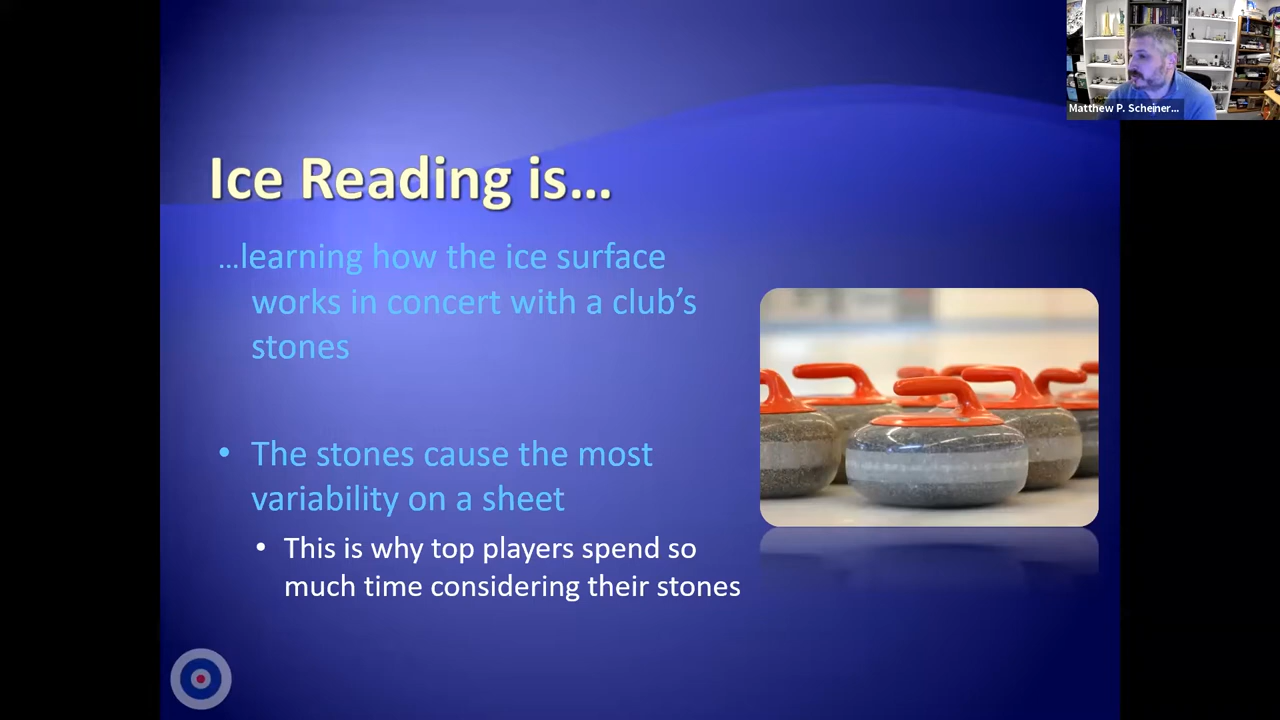 Matthew P. Scheiner...
Ice Reading is...
...learning how the ice surface
works in concert with a club’s
stones
• The stones cause the most
variability on a sheet
• This is why top players spend so
much time considering their stones